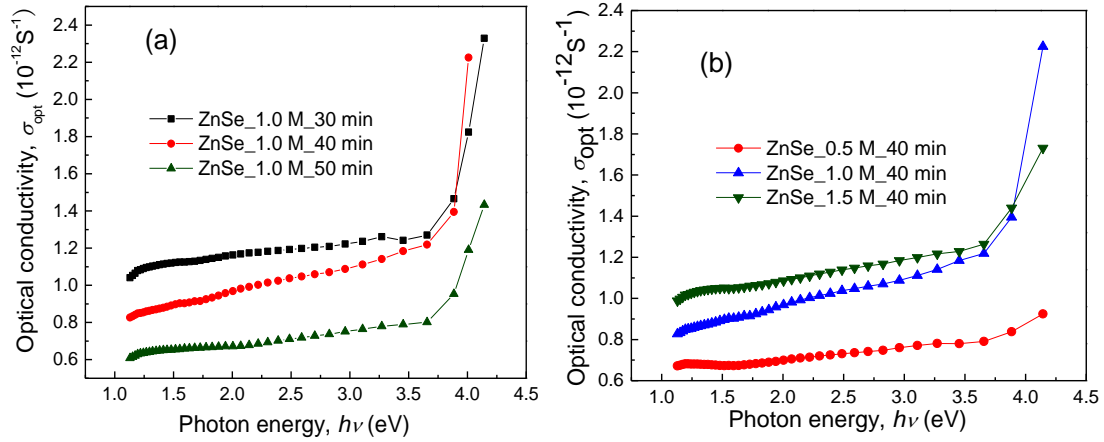 (a)
Optical conductivity, σopt (10⁻¹²S⁻¹)
2.4
2.2
2.0
1.8
1.6
1.4
1.2
1.0
0.8
0.6
ZnSe_1.0 M_30 min
ZnSe_1.0 M_40 min
ZnSe_1.0 M_50 min
1.0 1.5 2.0 2.5 3.0 3.5 4.0 4.5
Photon energy, hν (eV)
(b)
Optical conductivity, σopt (10⁻¹²S⁻¹)
2.4
2.2
2.0
1.8
1.6
1.4
1.2
1.0
0.8
0.6
ZnSe_0.5 M_40 min
ZnSe_1.0 M_40 min
ZnSe_1.5 M_40 min
1.0 1.5 2.0 2.5 3.0 3.5 4.0 4.5
Photon energy, hν (eV)